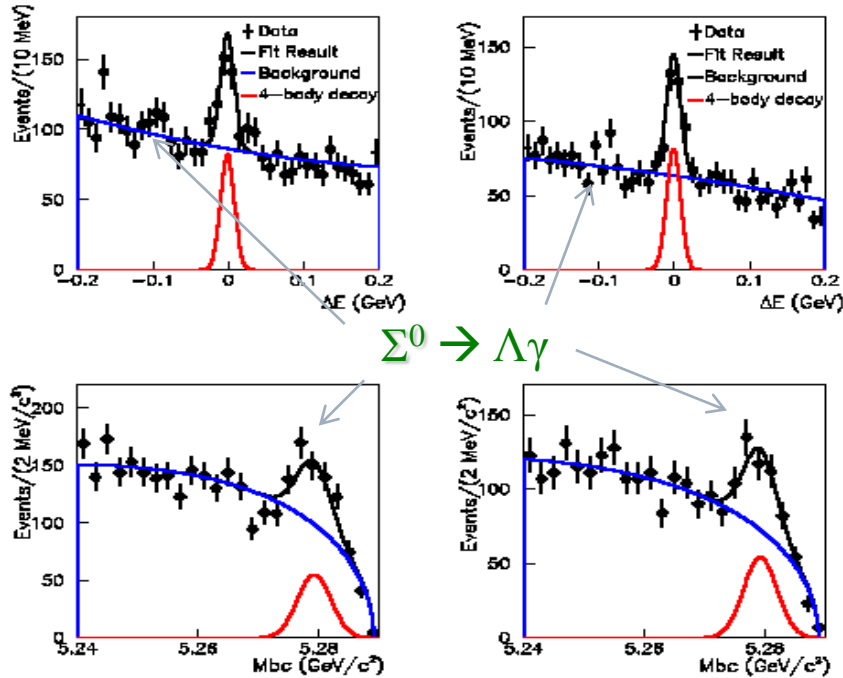 Events/(10 MeV)
150
100
50
0
Data
Fit Result
Background
4-body decay
-0.2
-0.1
0
0.1
0.2
ΔE (GeV)
Events/(10 MeV)
150
100
50
0
Data
Fit Result
Background
4-body decay
-0.2
-0.1
0
0.1
0.2
ΔE (GeV)
Σ⁰ → Λγ
Events/(2 MeV/c²)
200
150
100
50
0
5.24
5.26
5.28
Mbc (GeV/c²)
Events/(2 MeV/c²)
150
100
50
0
5.24
5.26
5.28
Mbc (GeV/c²)